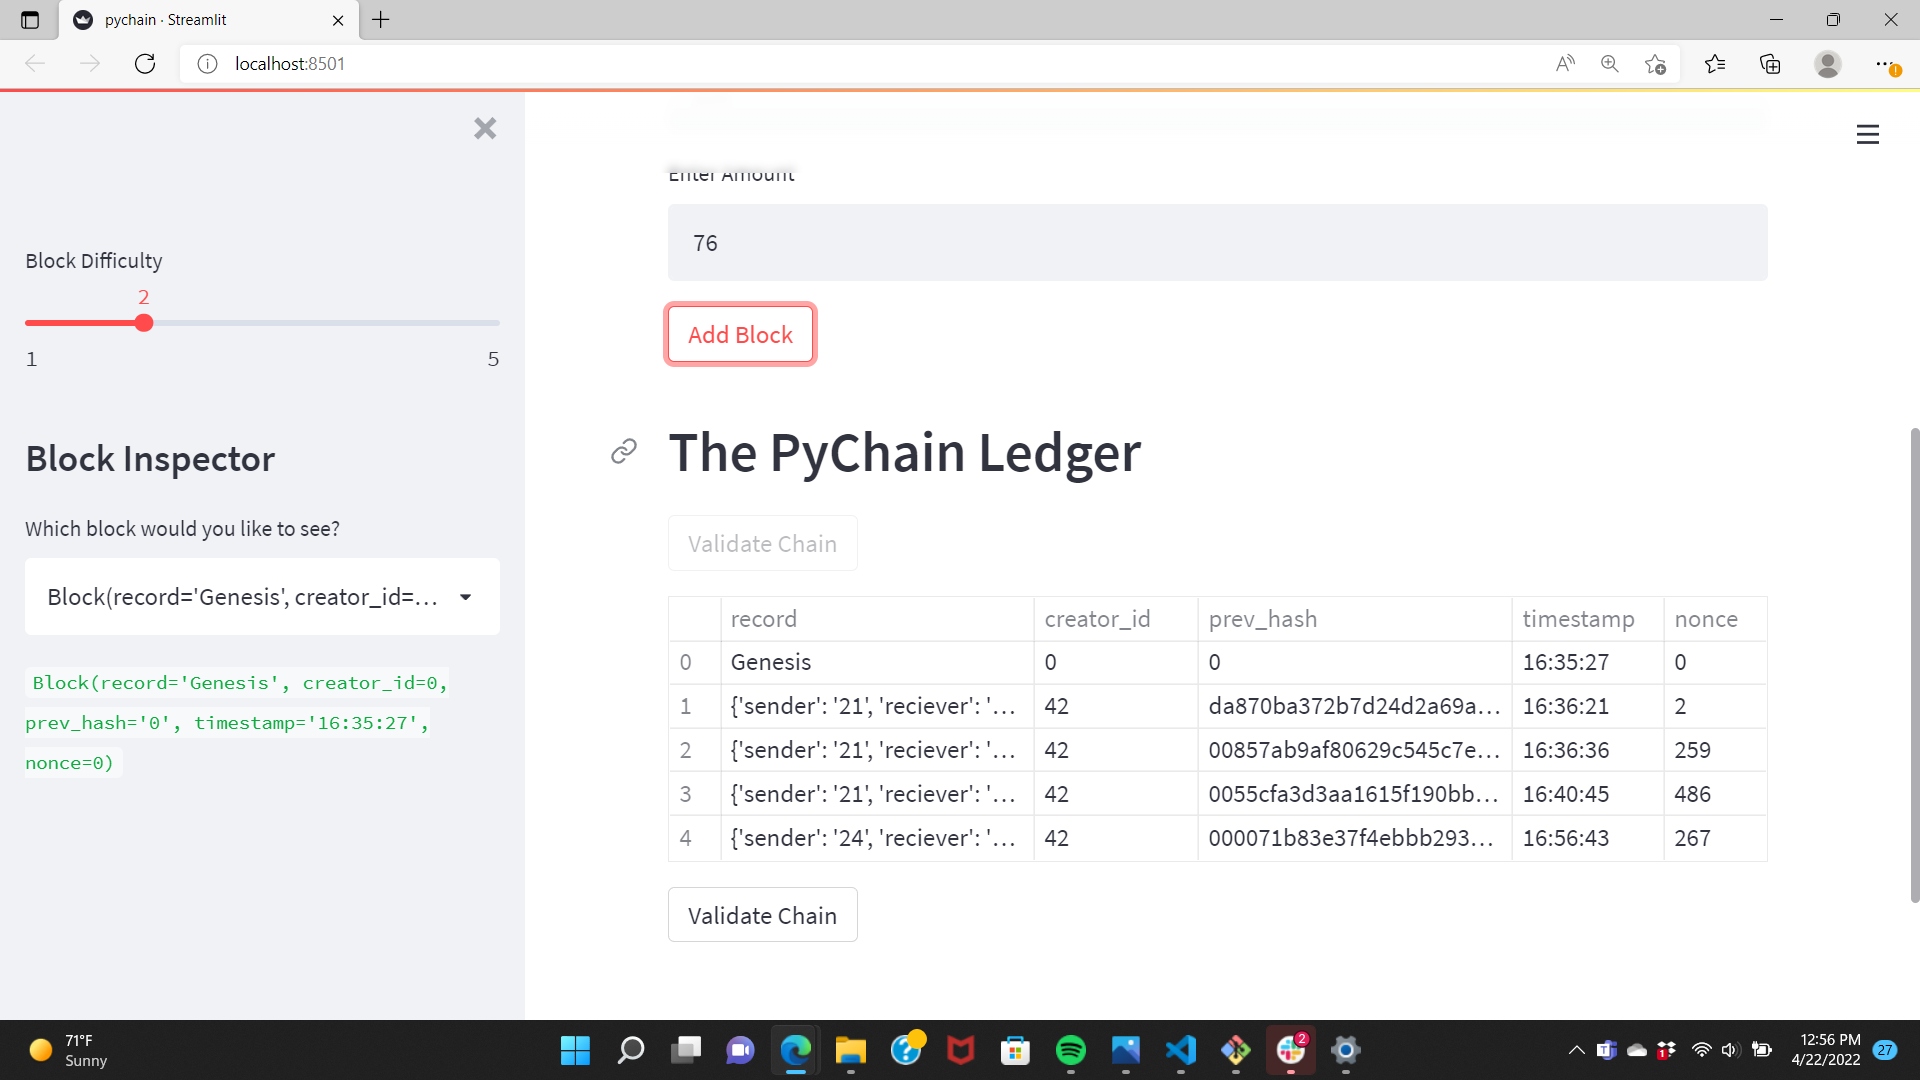 pychain · Streamlit
localhost:8501
Block Difficulty
2
1 5
Block Inspector
Which block would you like to see?
Block(record='Genesis', creator_id=...
Block(record='Genesis', creator_id=0,
prev_hash='0', timestamp='16:35:27',
nonce=0)
Enter Amount
76
Add Block
The PyChain Ledger
Validate Chain
record creator_id prev_hash timestamp nonce
0 Genesis 0 0 16:35:27 0
1 {'sender': '21', 'reciever': '... 42 da870ba372b7d24d2a69a... 16:36:21 2
2 {'sender': '21', 'reciever': '... 42 00857ab9af80629c545c7e... 16:36:36 259
3 {'sender': '21', 'reciever': '... 42 0055cfa3d3aa1615f190bb... 16:40:45 486
4 {'sender': '24', 'reciever': '... 42 000071b83e37f4ebbb293... 16:56:43 267
Validate Chain
71°F
Sunny
2
1
12:56 PM
4/22/2022
27